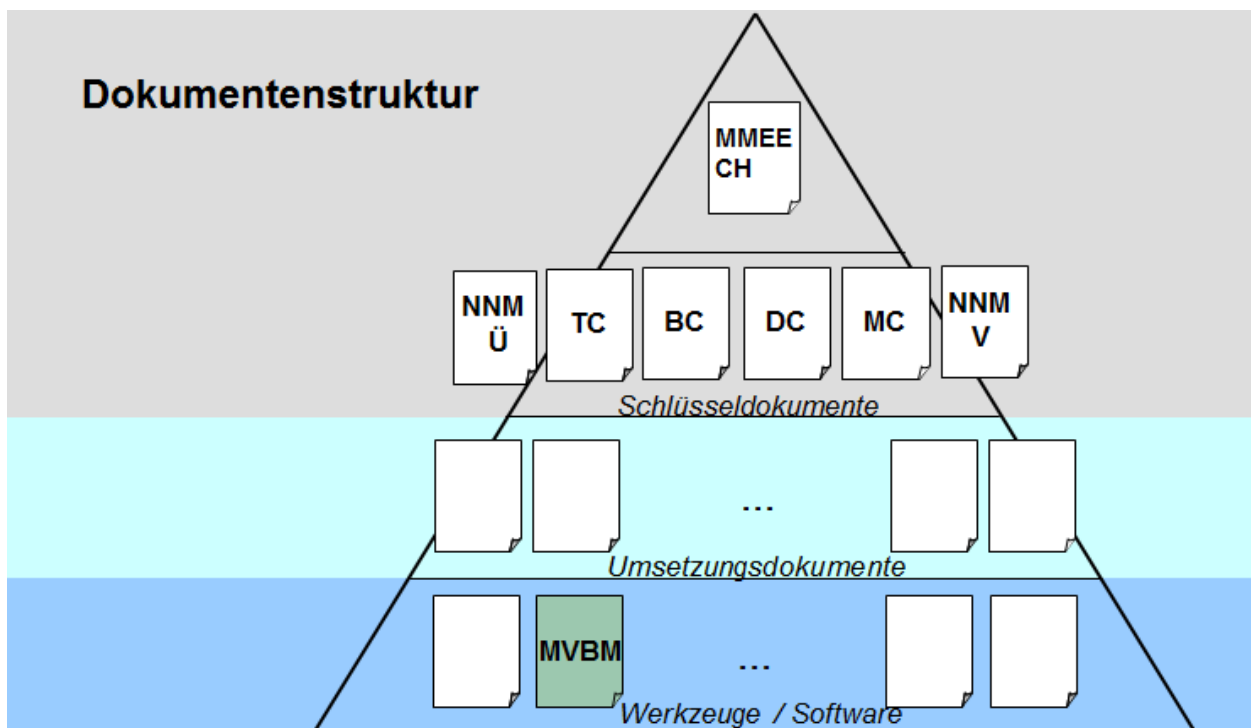 Dokumentenstruktur
MMEE
CH
NNM
Ü
TC
BC
DC
MC
NNM
V
Schlüsseldokumente
...
Umsetzungsdokumente
MVBM
...
Werkzeuge / Software